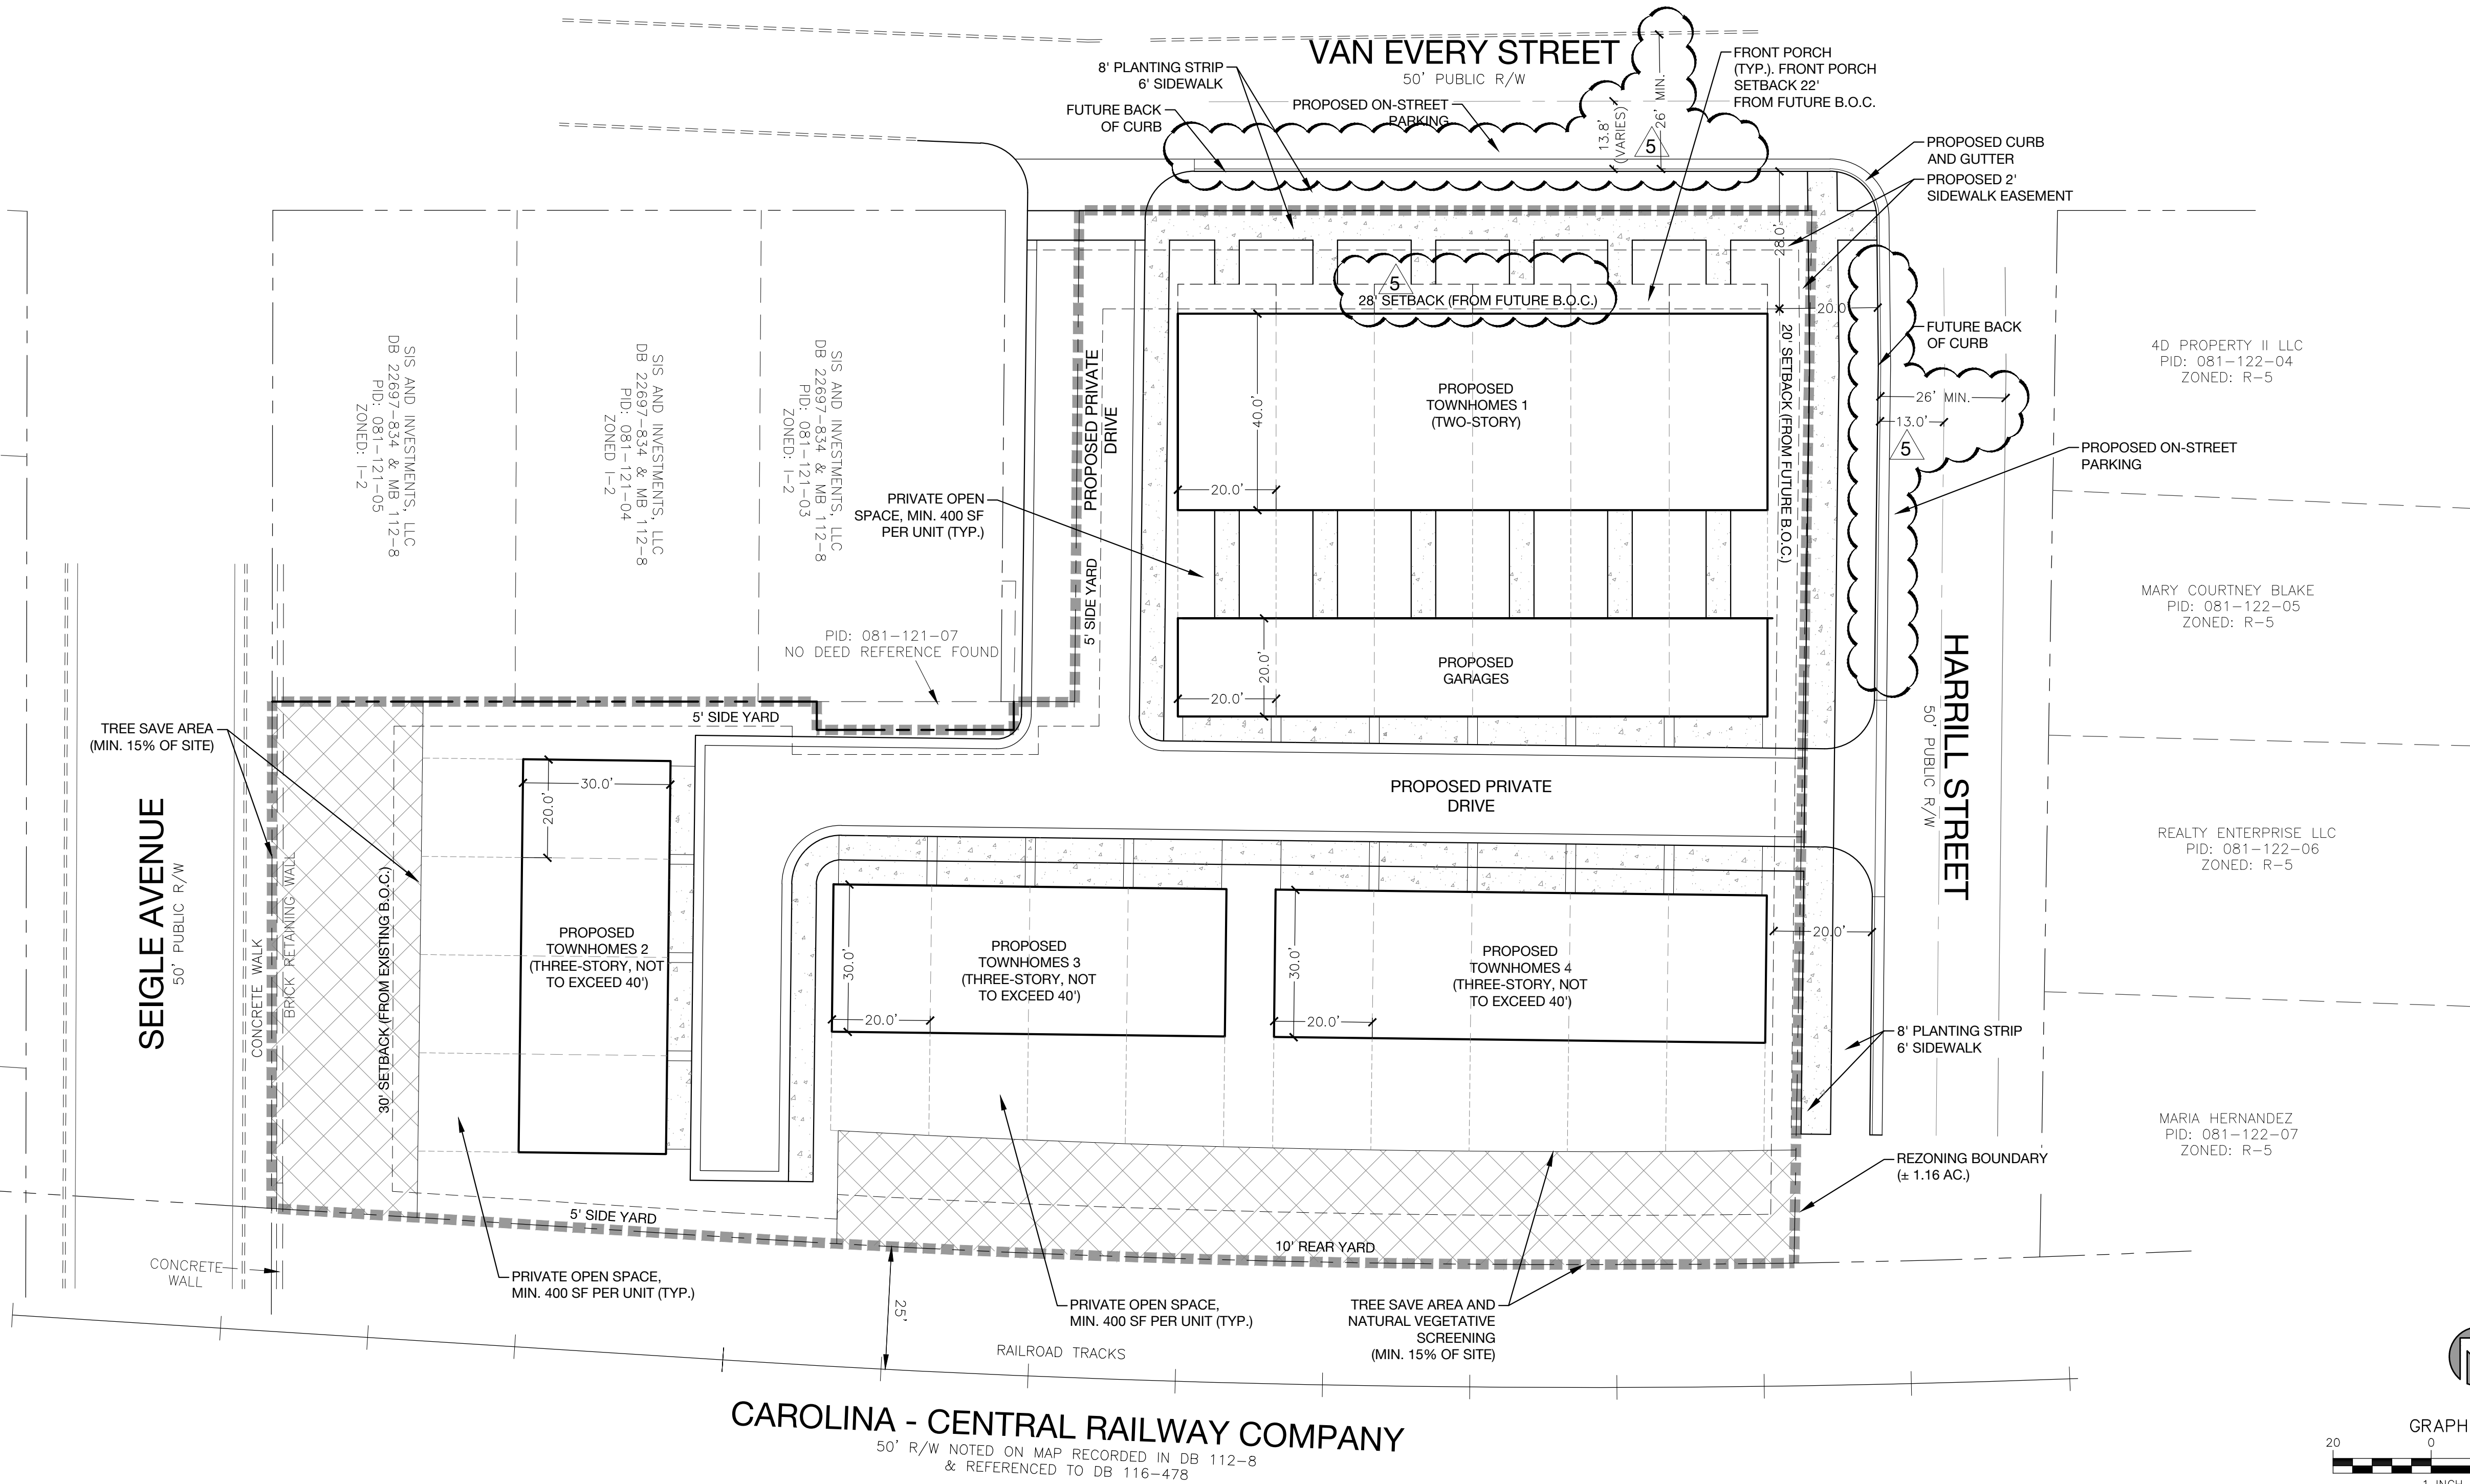 VAN EVERY STREET
50' PUBLIC R/W
8' PLANTING STRIP
6' SIDEWALK
FUTURE BACK
OF CURB
PROPOSED ON-STREET
PARKING
13.8'
(VARIES)
26' MIN.
5
FRONT PORCH
(TYP.). FRONT PORCH
SETBACK 22'
FROM FUTURE B.O.C.
PROPOSED CURB
AND GUTTER
PROPOSED 2'
SIDEWALK EASEMENT
28.0'
5
28' SETBACK (FROM FUTURE B.O.C.)
20.0'
20' SETBACK (FROM FUTURE B.O.C.)
FUTURE BACK
OF CURB
26' MIN.
13.0'
5
PROPOSED ON-STREET
PARKING
4D PROPERTY II LLC
PID: 081-122-04
ZONED: R-5
MARY COURTNEY BLAKE
PID: 081-122-05
ZONED: R-5
REALTY ENTERPRISE LLC
PID: 081-122-06
ZONED: R-5
MARIA HERNANDEZ
PID: 081-122-07
ZONED: R-5
HARRILL STREET
50' PUBLIC R/W
SIS AND INVESTMENTS, LLC
DB 22697-834 & MB 112-8
PID: 081-121-05
ZONED: I-2
SIS AND INVESTMENTS, LLC
DB 22697-834 & MB 112-8
PID: 081-121-04
ZONED I-2
SIS AND INVESTMENTS, LLC
DB 22697-834 & MB 112-8
PID: 081-121-03
ZONED: I-2
PROPOSED PRIVATE
DRIVE
5' SIDE YARD
PRIVATE OPEN
SPACE, MIN. 400 SF
PER UNIT (TYP.)
PROPOSED
TOWNHOMES 1
(TWO-STORY)
40.0'
20.0'
PROPOSED
GARAGES
20.0'
20.0'
PID: 081-121-07
NO DEED REFERENCE FOUND
5' SIDE YARD
TREE SAVE AREA
(MIN. 15% OF SITE)
SEIGLE AVENUE
50' PUBLIC R/W
CONCRETE WALK
BRICK RETAINING WALL
30' SETBACK (FROM EXISTING B.O.C.)
30.0'
20.0'
PROPOSED
TOWNHOMES 2
(THREE-STORY, NOT
TO EXCEED 40')
PROPOSED PRIVATE
DRIVE
PROPOSED
TOWNHOMES 3
(THREE-STORY, NOT
TO EXCEED 40')
30.0'
20.0'
PROPOSED
TOWNHOMES 4
(THREE-STORY, NOT
TO EXCEED 40')
30.0'
20.0'
20.0'
8' PLANTING STRIP
6' SIDEWALK
REZONING BOUNDARY
(± 1.16 AC.)
5' SIDE YARD
10' REAR YARD
CONCRETE
WALL
PRIVATE OPEN SPACE,
MIN. 400 SF PER UNIT (TYP.)
25'
PRIVATE OPEN SPACE,
MIN. 400 SF PER UNIT (TYP.)
TREE SAVE AREA AND
NATURAL VEGETATIVE
SCREENING
(MIN. 15% OF SITE)
RAILROAD TRACKS
CAROLINA - CENTRAL RAILWAY COMPANY
50' R/W NOTED ON MAP RECORDED IN DB 112-8
& REFERENCED TO DB 116-478
GRAPH
20 0